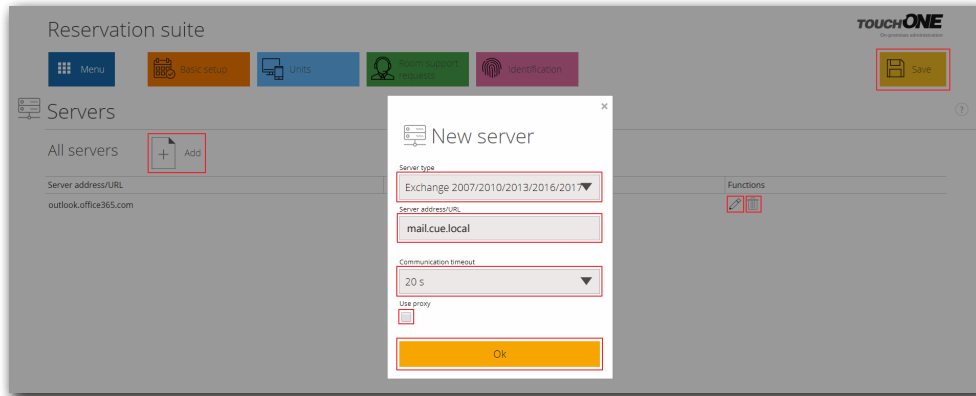 Reservation suite
TOUCHONE
On-premises administration
Menu
Basic setup
Units
Room support
requests
Identification
Save
Servers
?
All servers
+ Add
×
New server
Server type
Exchange 2007/2010/2013/2016/2017
Server address/URL
mail.cue.local
Communication timeout
20 s
Use proxy
Ok
Server address/URL
Functions
outlook.office365.com